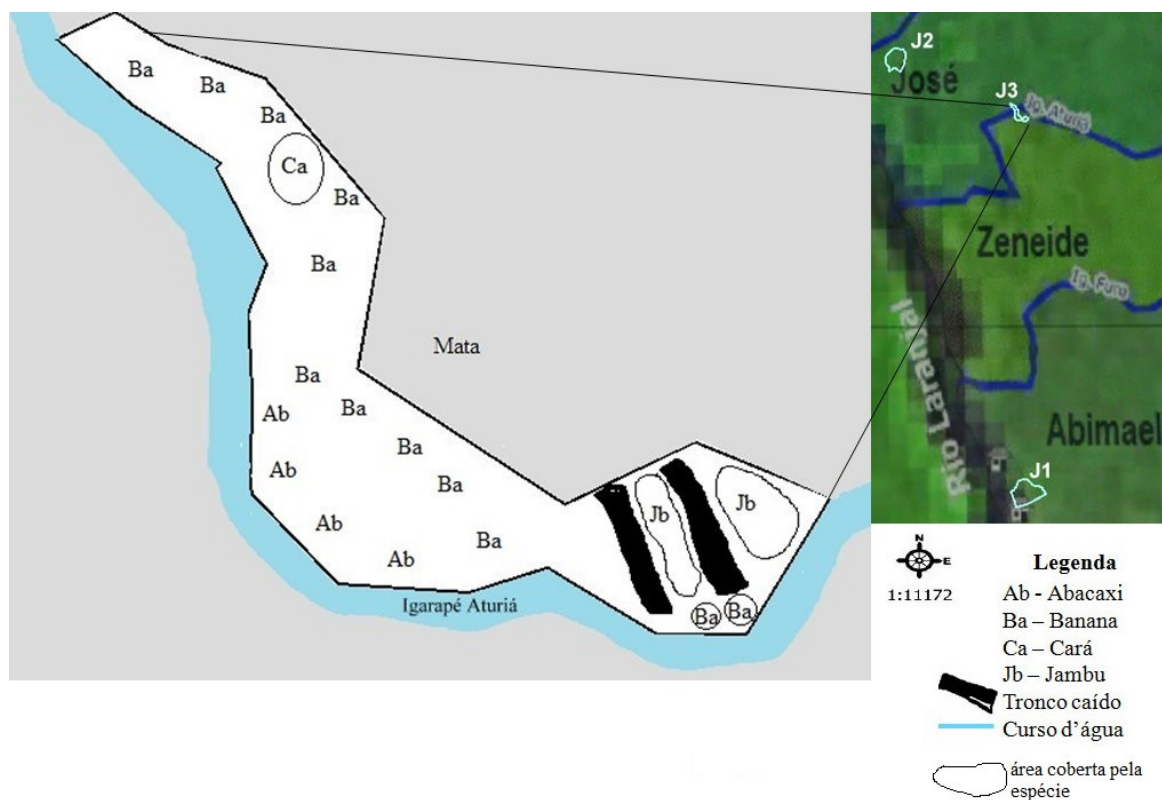 Ba
Ba
Ba
Ca
Ba
Ba
Mata
Ba
Ab
Ba
Ba
Ab
Ba
Ab
Ba
Ab
Igarapé Aturiá
Jb
Jb
Ba
Ba
J2
José
J3
Ig. Aturiá
Zeneide
Ig. Furo
Rio Laranjal
Abimael
J1
N
E
1:11172
Legenda
Ab - Abacaxi
Ba – Banana
Ca – Cará
Jb – Jambu
Tronco caído
Curso d'água
área coberta pela
espécie